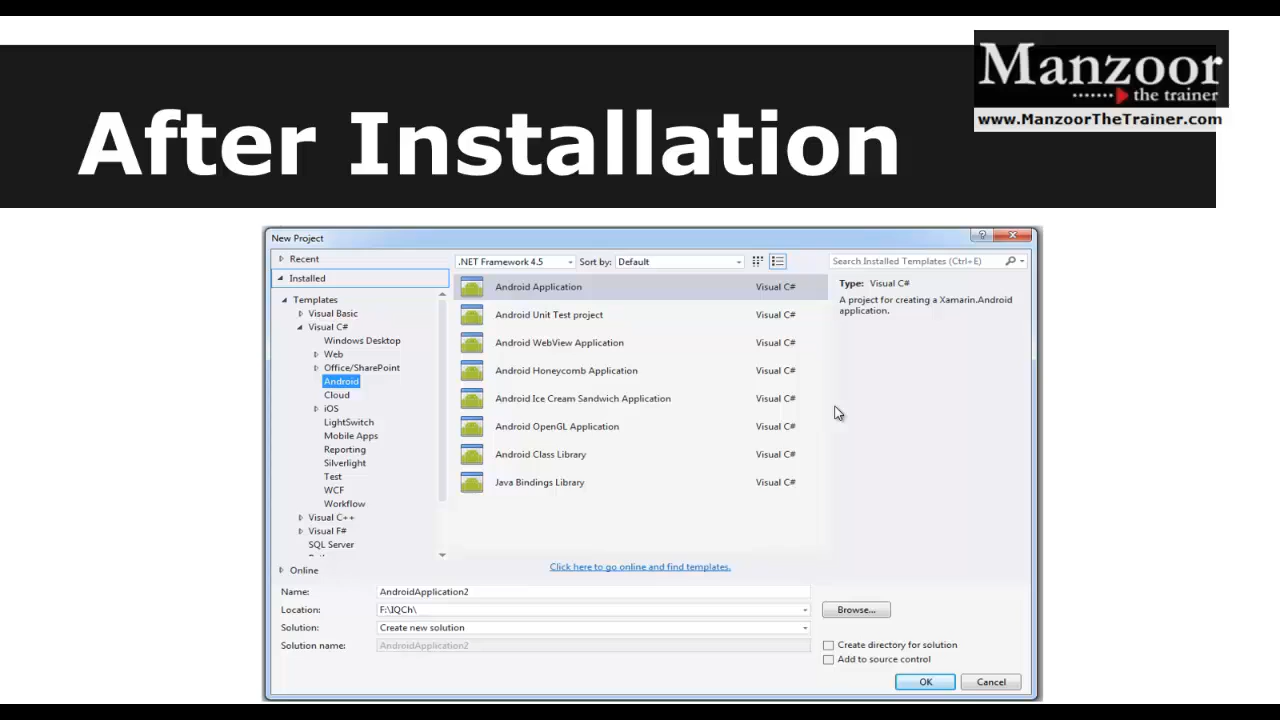 Manzoor
the trainer
www.ManzoorTheTrainer.com
After Installation
New Project
Recent
.NET Framework 4.5
Sort by:
Default
Search Installed Templates (Ctrl+E)
Installed
Templates
Visual Basic
Visual C#
Windows Desktop
Web
Office/SharePoint
Android
Cloud
iOS
LightSwitch
Mobile Apps
Reporting
Silverlight
Test
WCF
Workflow
Visual C++
Visual F#
SQL Server
Online
Android Application Visual C#
Android Unit Test project Visual C#
Android WebView Application Visual C#
Android Honeycomb Application Visual C#
Android Ice Cream Sandwich Application Visual C#
Android OpenGL Application Visual C#
Android Class Library Visual C#
Java Bindings Library Visual C#
Click here to go online and find templates.
Type: Visual C#
A project for creating a Xamarin.Android
application.
Name: AndroidApplication2
Location: F:\IQCh\
Browse...
Solution: Create new solution
Solution name: AndroidApplication2
Create directory for solution
Add to source control
OK
Cancel